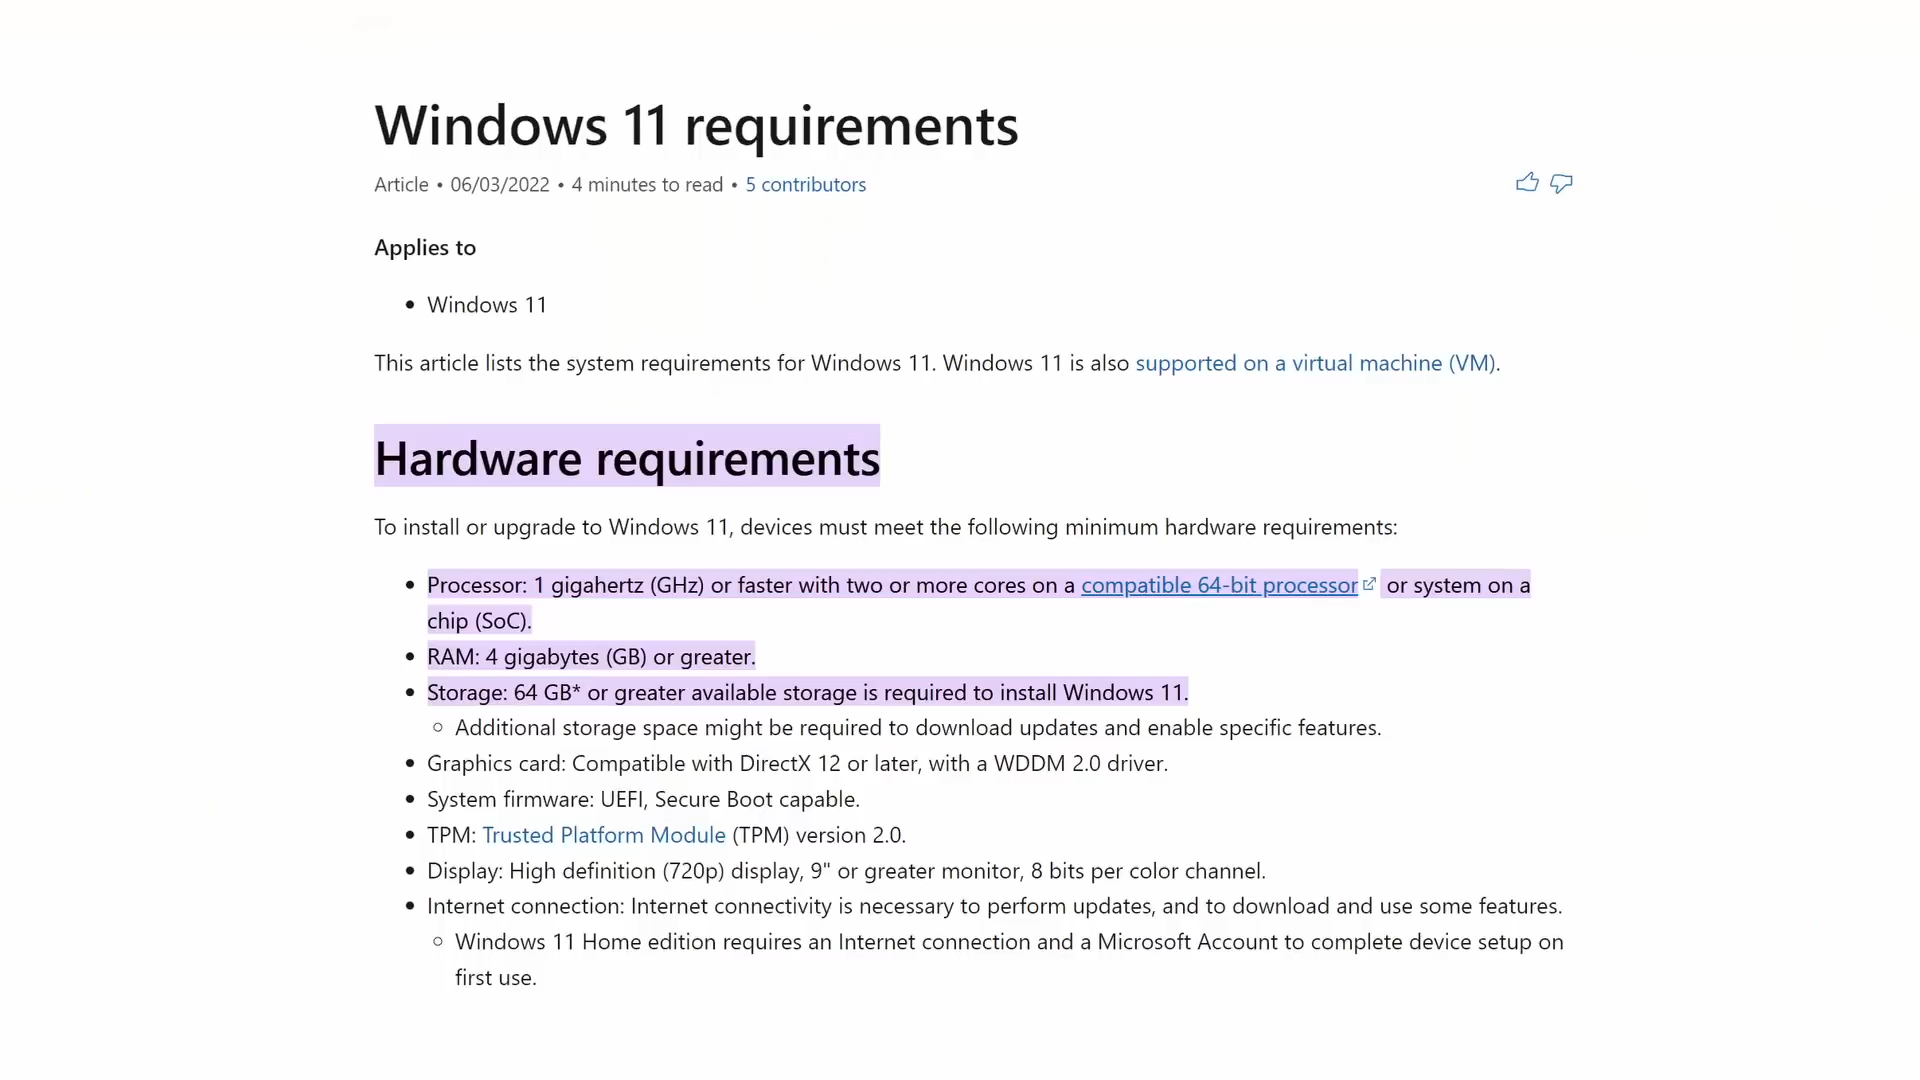 Windows 11 requirements
Article • 06/03/2022 • 4 minutes to read • 5 contributors
Applies to
• Windows 11
This article lists the system requirements for Windows 11. Windows 11 is also supported on a virtual machine (VM).
Hardware requirements
To install or upgrade to Windows 11, devices must meet the following minimum hardware requirements:
• Processor: 1 gigahertz (GHz) or faster with two or more cores on a compatible 64-bit processor or system on a
chip (SoC).
• RAM: 4 gigabytes (GB) or greater.
• Storage: 64 GB* or greater available storage is required to install Windows 11.
○ Additional storage space might be required to download updates and enable specific features.
• Graphics card: Compatible with DirectX 12 or later, with a WDDM 2.0 driver.
• System firmware: UEFI, Secure Boot capable.
• TPM: Trusted Platform Module (TPM) version 2.0.
• Display: High definition (720p) display, 9" or greater monitor, 8 bits per color channel.
• Internet connection: Internet connectivity is necessary to perform updates, and to download and use some features.
○ Windows 11 Home edition requires an Internet connection and a Microsoft Account to complete device setup on
first use.